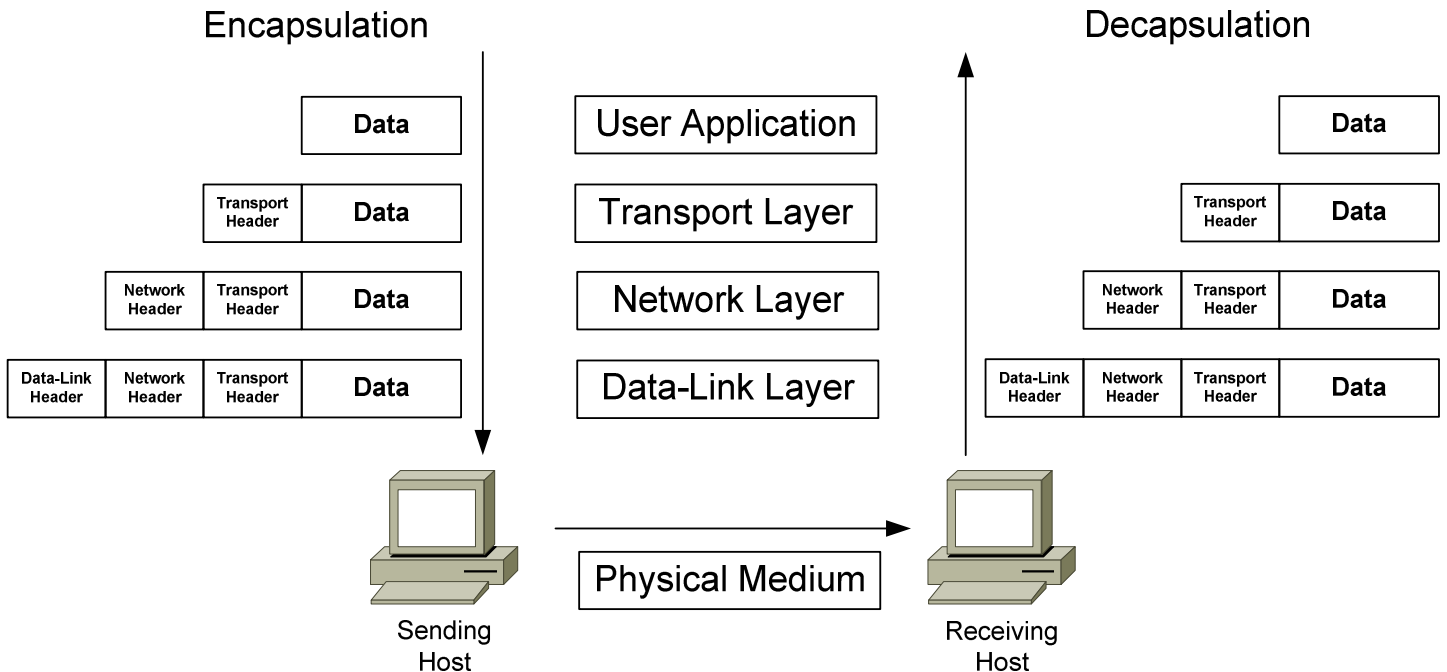 Encapsulation
Decapsulation
Data
User Application
Data
Transport
Header
Data
Transport Layer
Transport
Header
Data
Network
Header
Transport
Header
Data
Network Layer
Network
Header
Transport
Header
Data
Data-Link
Header
Network
Header
Transport
Header
Data
Data-Link Layer
Data-Link
Header
Network
Header
Transport
Header
Data
Physical Medium
Sending
Host
Receiving
Host